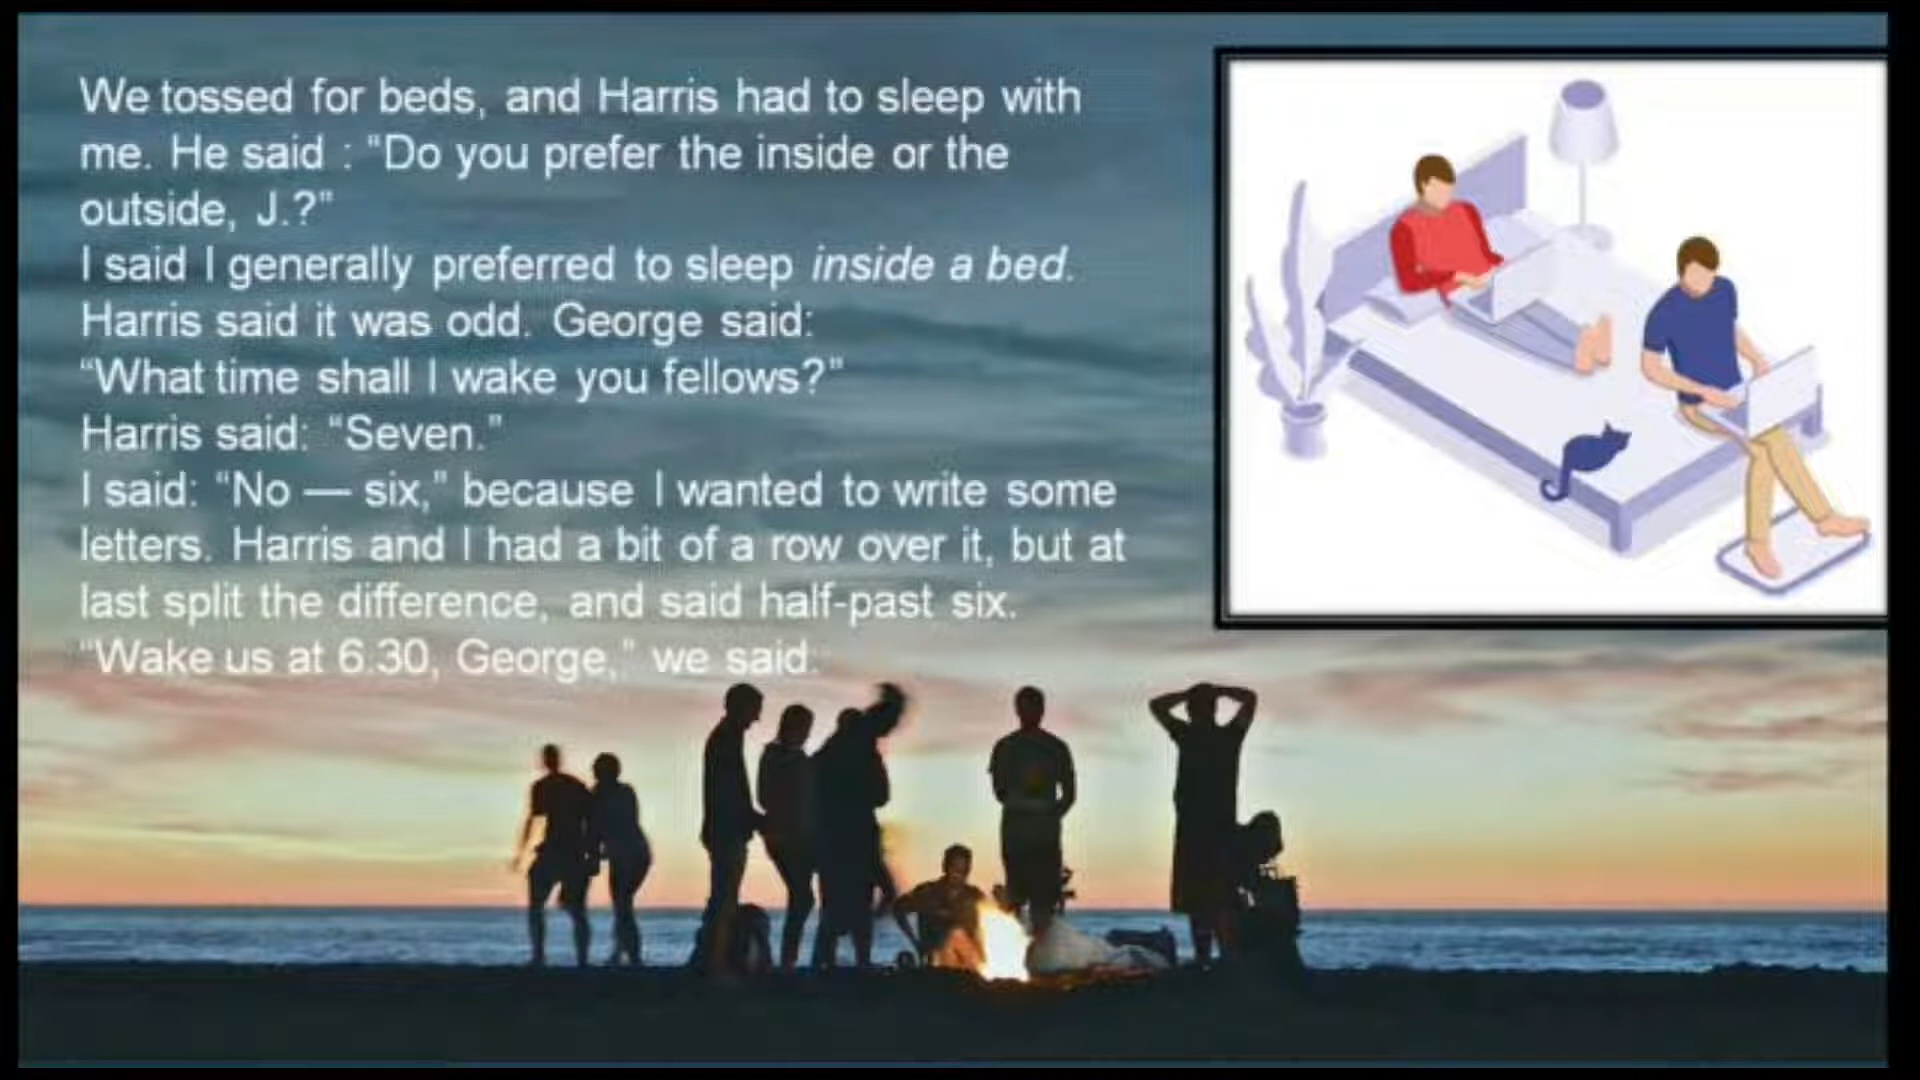 We tossed for beds, and Harris had to sleep with
me. He said : “Do you prefer the inside or the
outside, J.?”
I said I generally preferred to sleep inside a bed.
Harris said it was odd. George said:
“What time shall I wake you fellows?”
Harris said: “Seven.”
I said: “No — six,” because I wanted to write some
letters. Harris and I had a bit of a row over it, but at
last split the difference, and said half-past six.
“Wake us at 6.30, George,” we said.